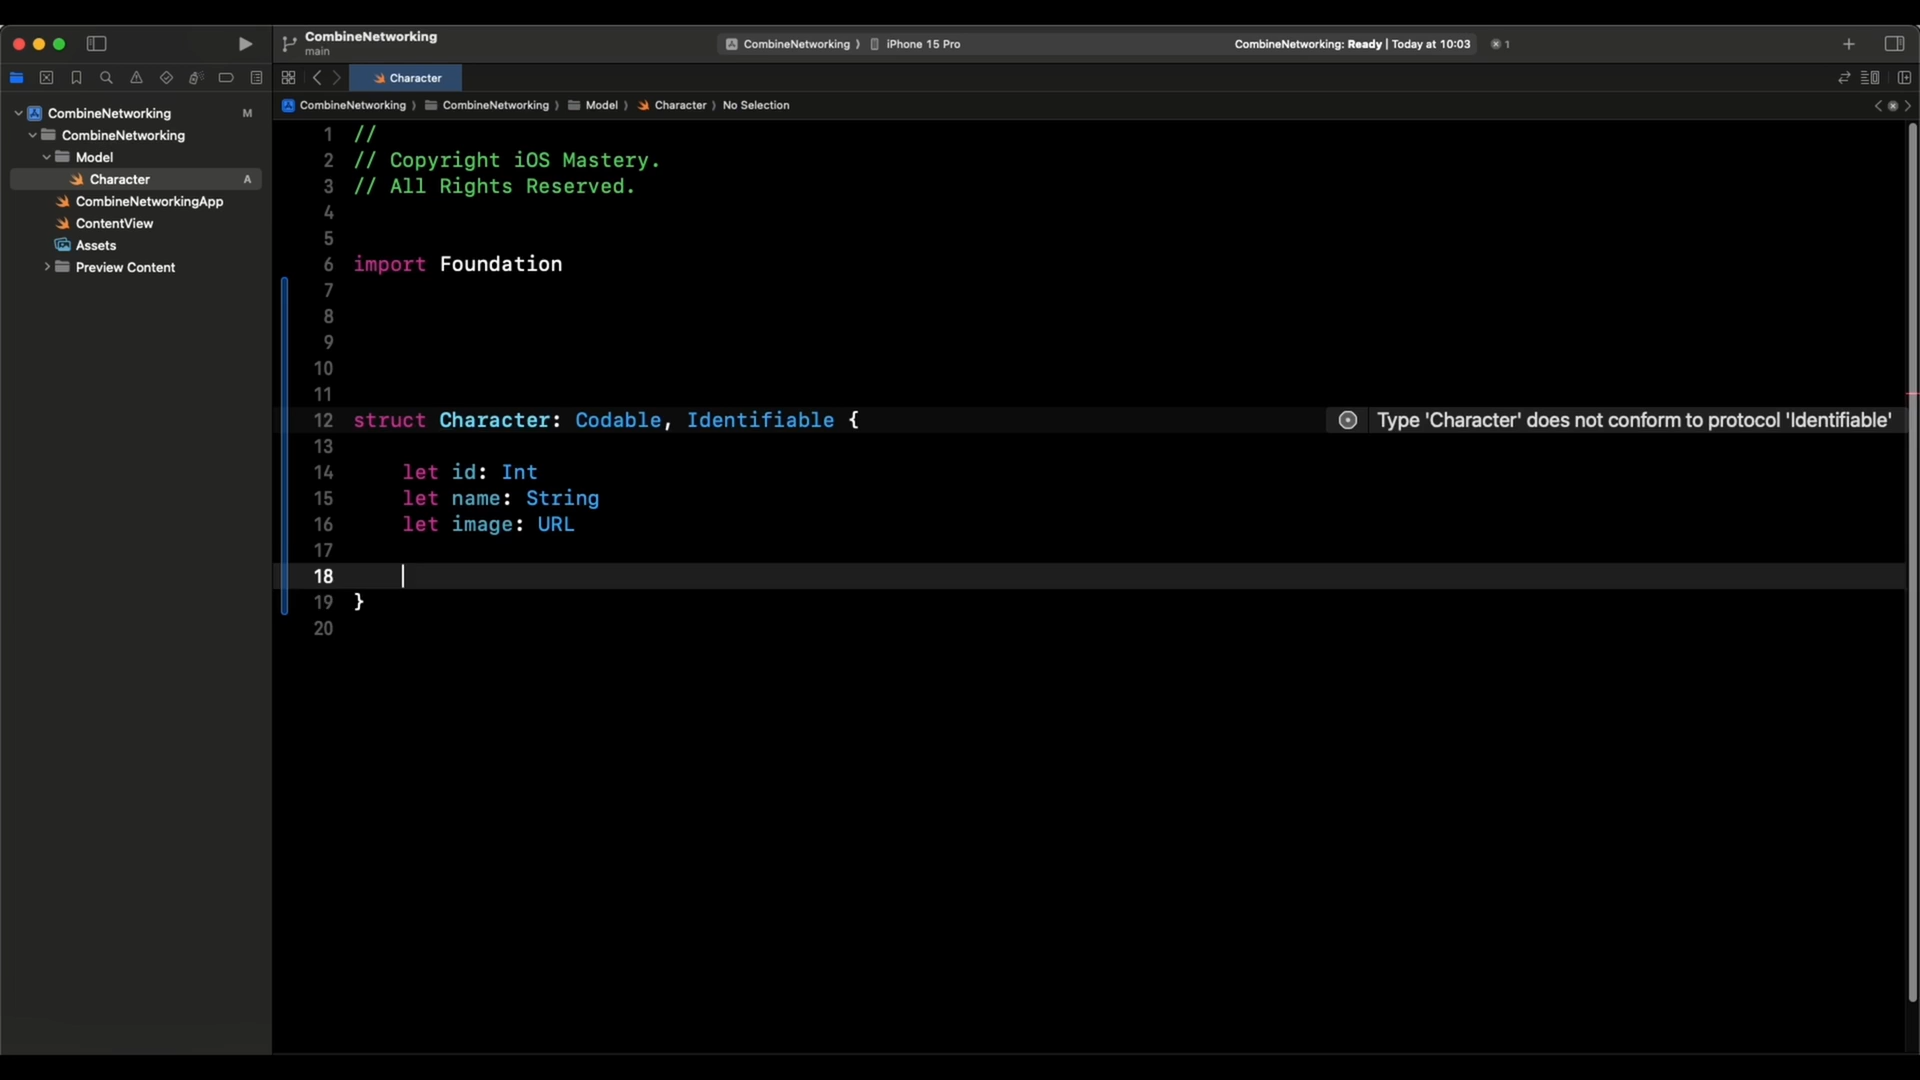 CombineNetworking
main
CombineNetworking
iPhone 15 Pro
CombineNetworking: Ready | Today at 10:03
1
Character
CombineNetworking
CombineNetworking
Model
Character
No Selection
CombineNetworking
M
CombineNetworking
Model
Character
A
CombineNetworkingApp
ContentView
Assets
Preview Content
1 //
2 // Copyright iOS Mastery.
3 // All Rights Reserved.
4
5
6 import Foundation
7
8
9
10
11
12 struct Character: Codable, Identifiable {
Type 'Character' does not conform to protocol 'Identifiable'
13
14 let id: Int
15 let name: String
16 let image: URL
17
18
19 }
20